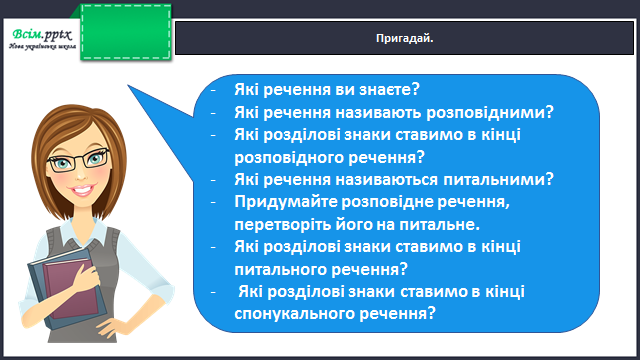 Всім.pptx
Нова українська школа
Пригадай.
- Які речення ви знаєте?
- Які речення називають розповідними?
- Які розділові знаки ставимо в кінці
розповідного речення?
- Які речення називаються питальними?
- Придумайте розповідне речення,
перетворіть його на питальне.
- Які розділові знаки ставимо в кінці
питального речення?
- Які розділові знаки ставимо в кінці
спонукального речення?